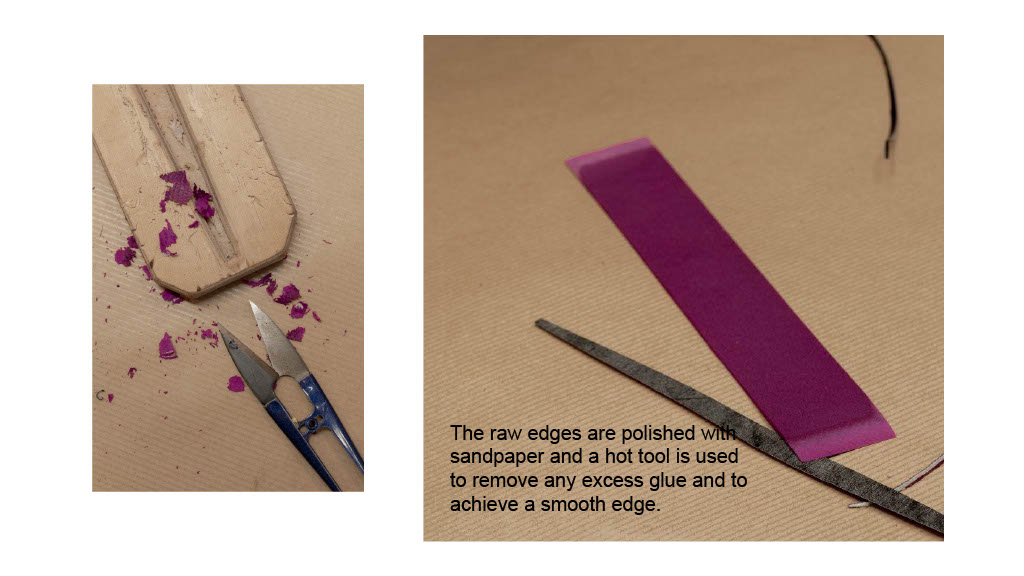 The raw edges are polished with
sandpaper and a hot tool is used
to remove any excess glue and to
achieve a smooth edge.